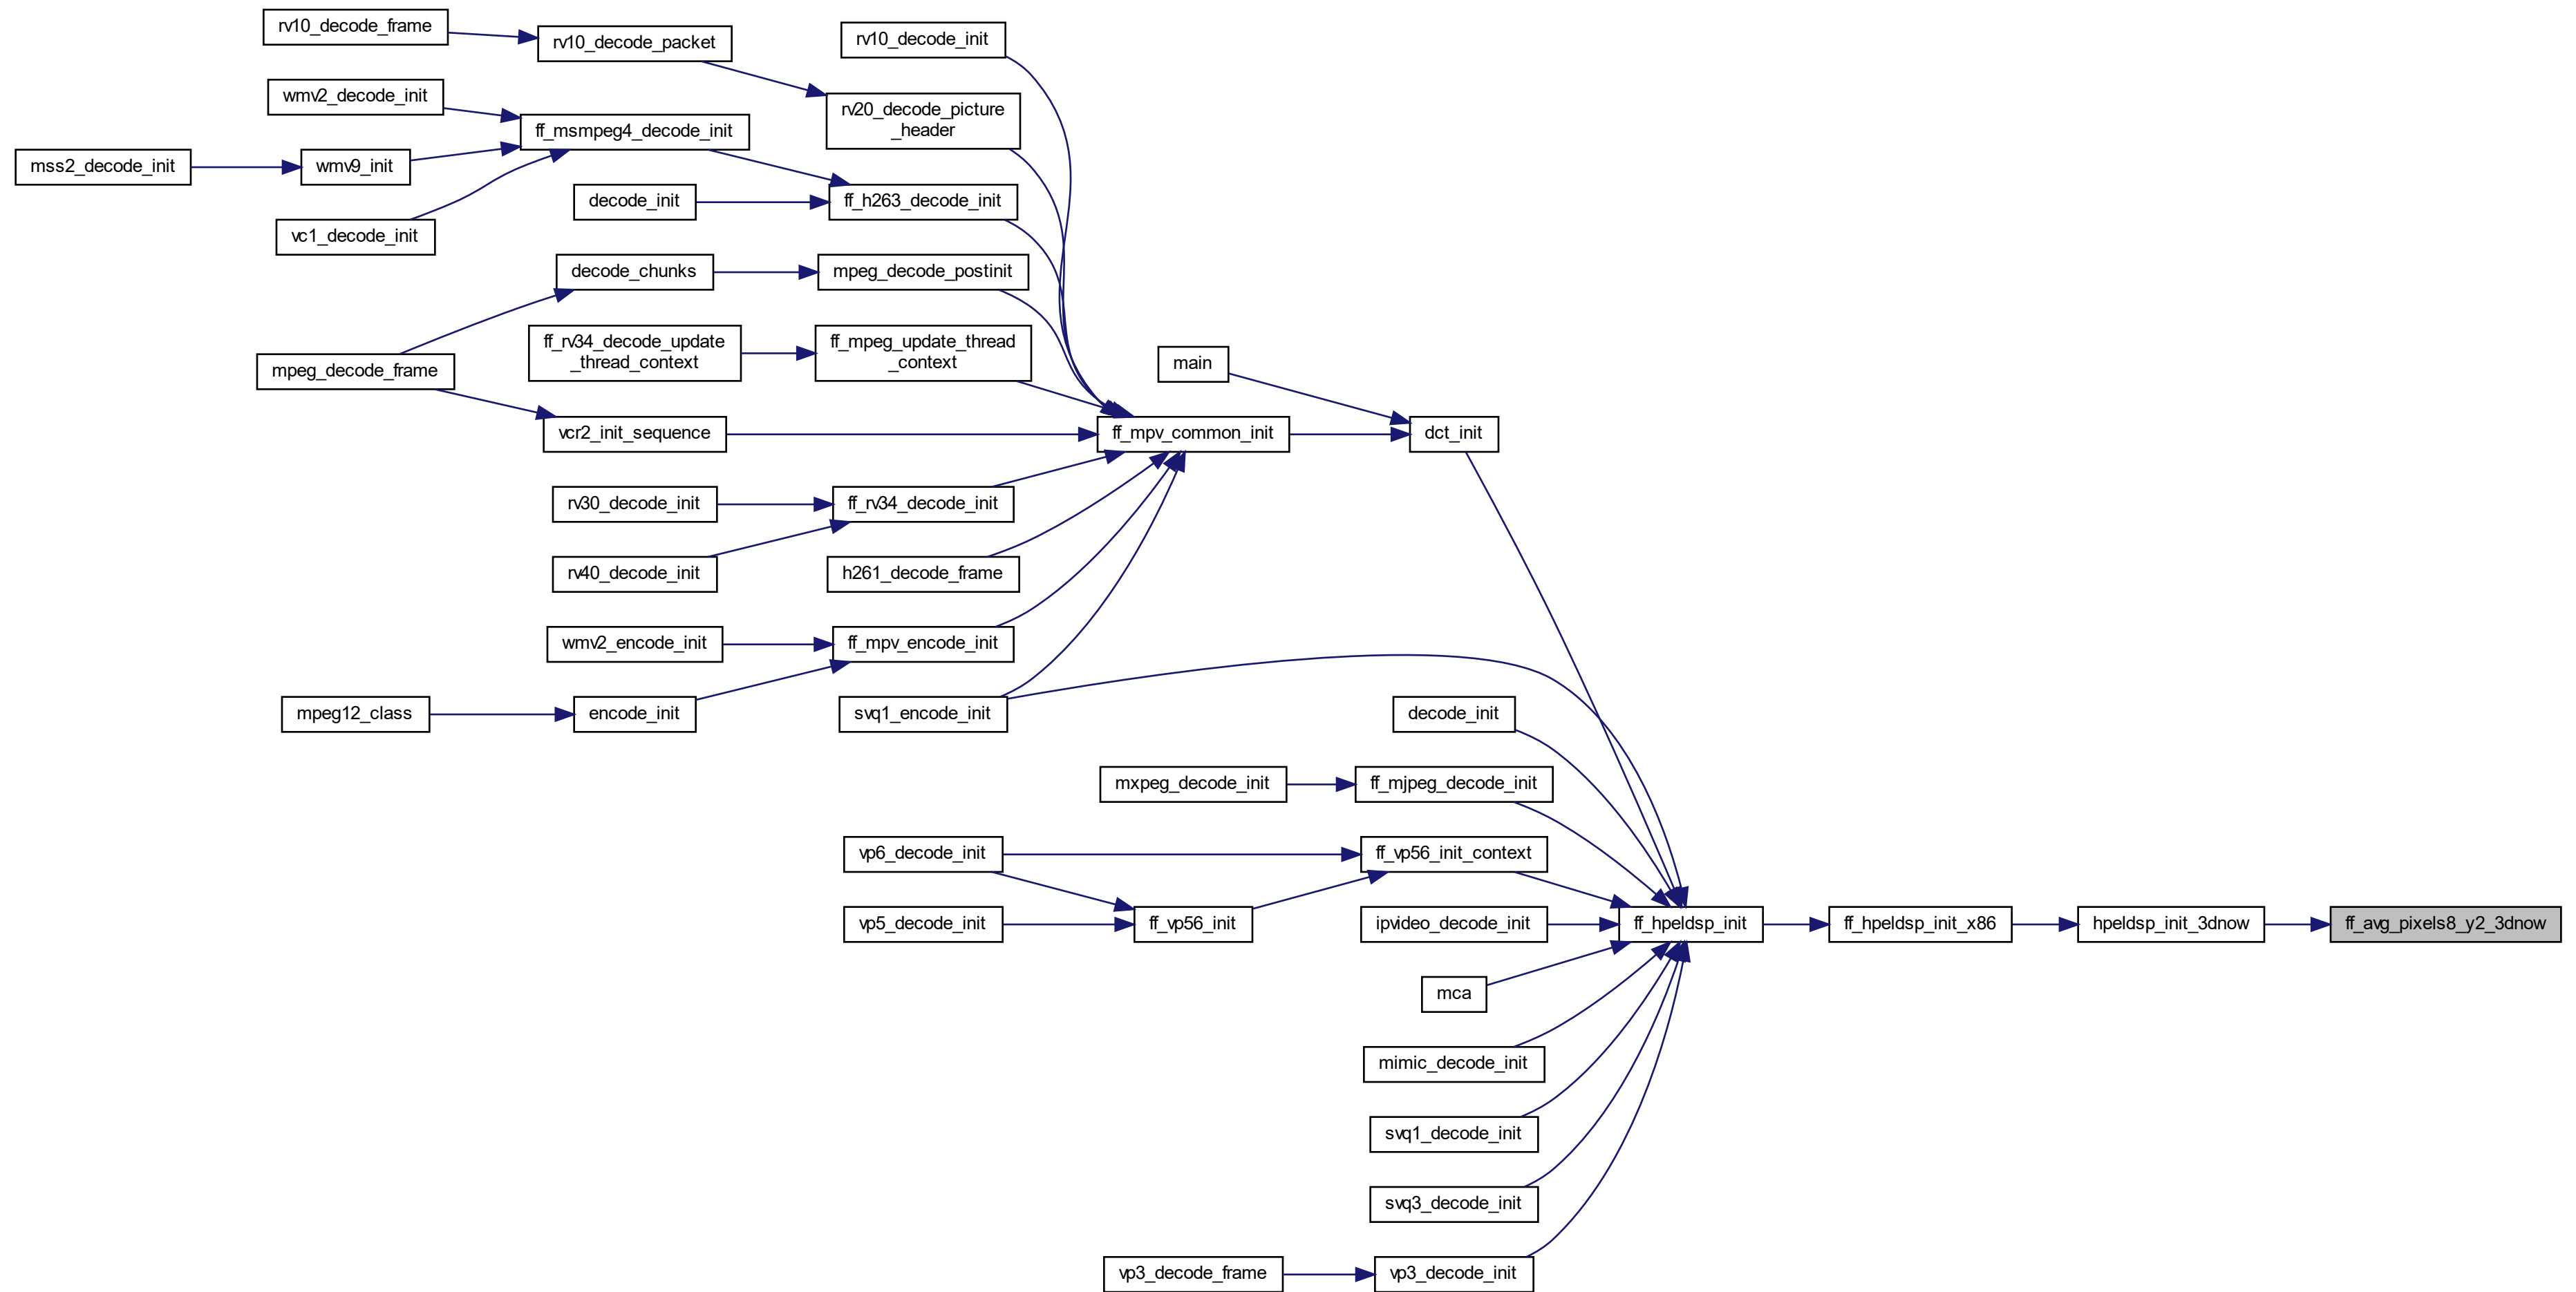 rv10_decode_frame
rv10_decode_packet
rv10_decode_init
wmv2_decode_init
rv20_decode_picture
_header
ff_msmpeg4_decode_init
mss2_decode_init
wmv9_init
decode_init
ff_h263_decode_init
vc1_decode_init
decode_chunks
mpeg_decode_postinit
ff_rv34_decode_update
_thread_context
ff_mpeg_update_thread
_context
mpeg_decode_frame
main
vcr2_init_sequence
ff_mpv_common_init
dct_init
rv30_decode_init
ff_rv34_decode_init
rv40_decode_init
h261_decode_frame
wmv2_encode_init
ff_mpv_encode_init
mpeg12_class
encode_init
svq1_encode_init
decode_init
mxpeg_decode_init
ff_mjpeg_decode_init
vp6_decode_init
ff_vp56_init_context
vp5_decode_init
ff_vp56_init
ipvideo_decode_init
ff_hpeldsp_init
ff_hpeldsp_init_x86
hpeldsp_init_3dnow
ff_avg_pixels8_y2_3dnow
mca
mimic_decode_init
svq1_decode_init
svq3_decode_init
vp3_decode_frame
vp3_decode_init